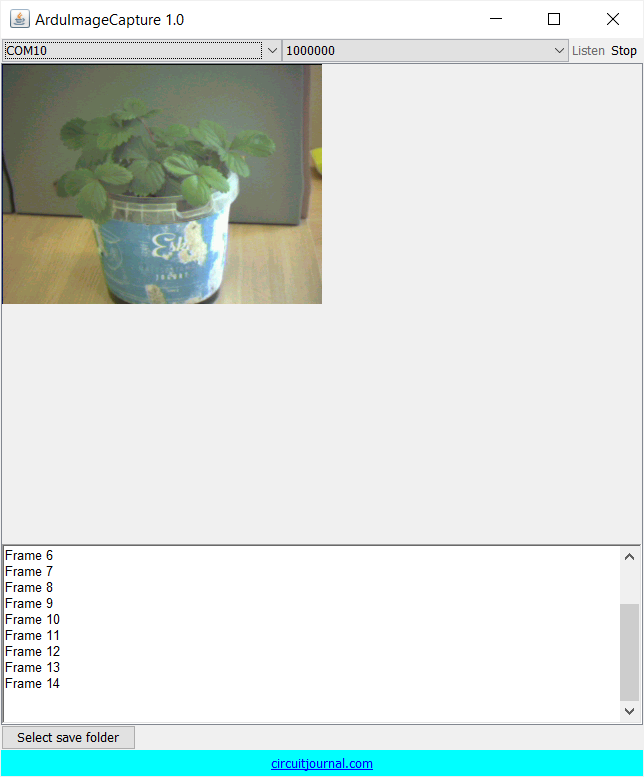 ArduImageCapture 1.0
COM10 1000000 Listen Stop
Frame 6
Frame 7
Frame 8
Frame 9
Frame 10
Frame 11
Frame 12
Frame 13
Frame 14
Select save folder
circuitjournal.com